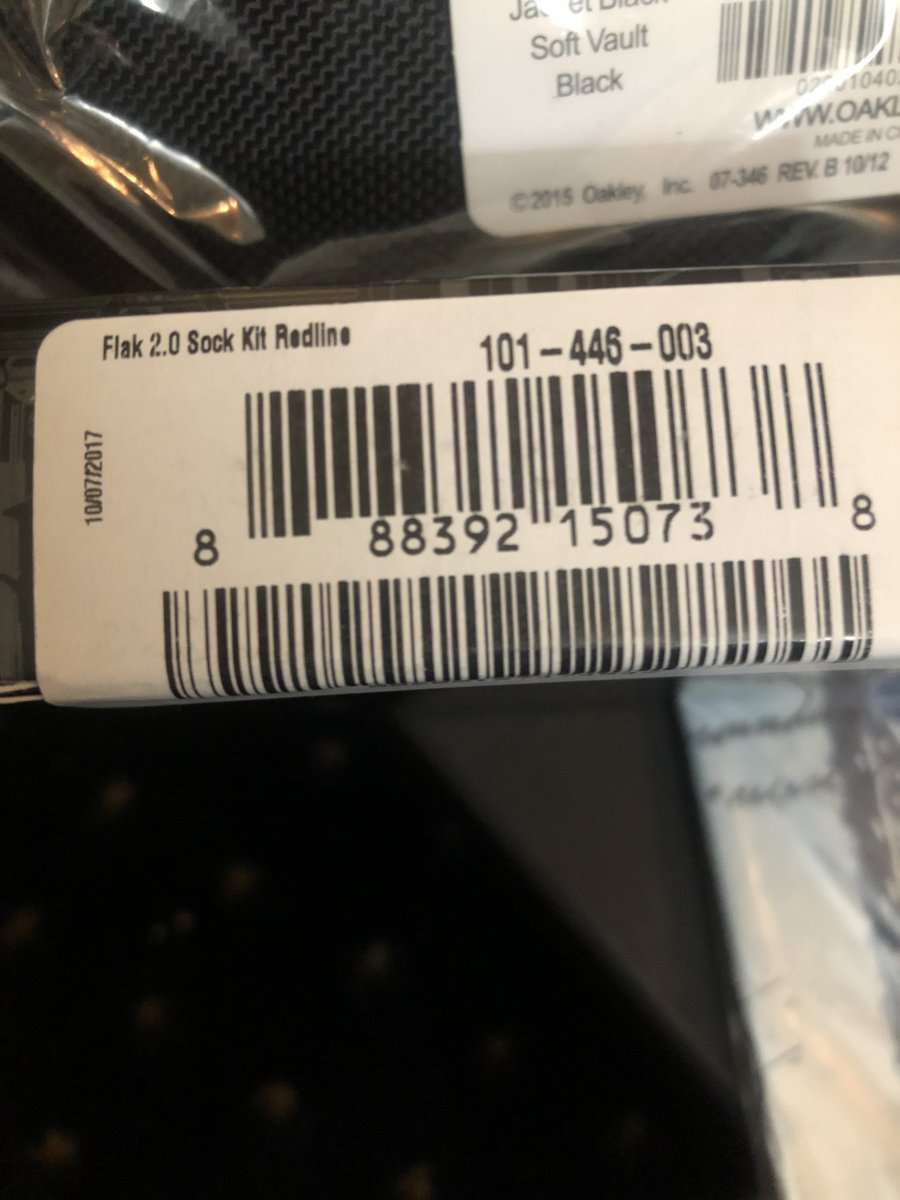 Black
Soft Vault
Black
WWW.OAKL
MADE IN C
©2015 Oakley, Inc. 07-346 REV. B 10/12
Flak 2.0 Sock Kit Redline
101-446-003
10/07/2017
8 88392 15073 8